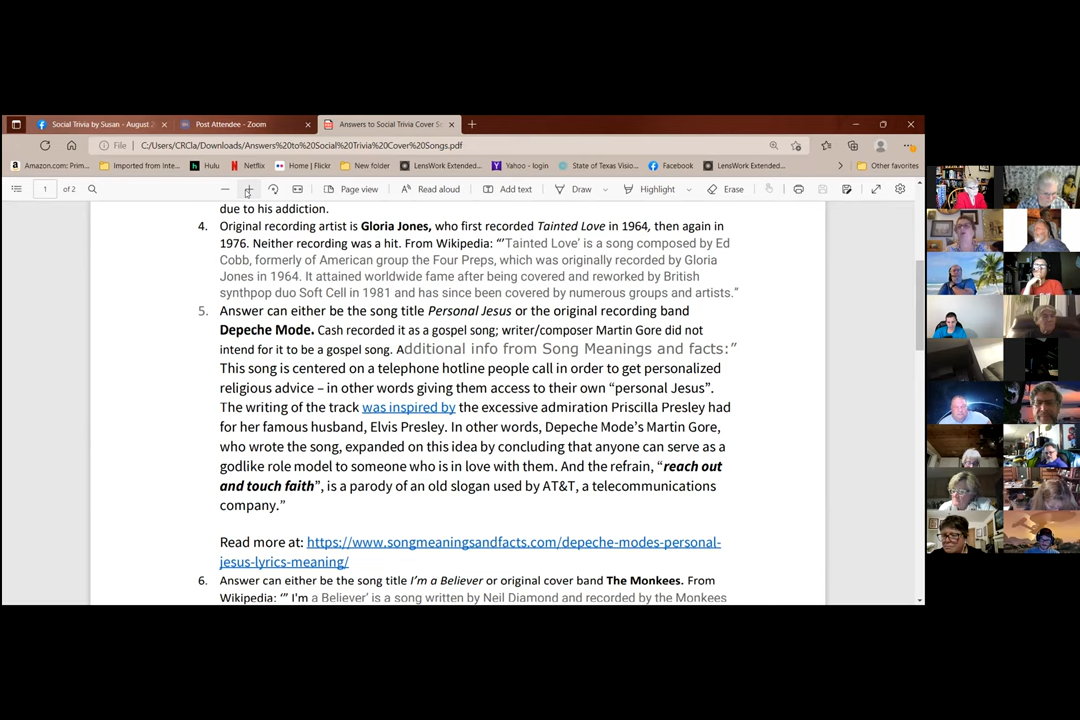 Social Trivia by Susan - August 2
Post Attendee - Zoom
Answers to Social Trivia Cover S
File
C:/Users/CRCla/Downloads/Answers%20to%20Social%20Trivia%20Cover%20Songs.pdf
Amazon.com: Prim...
Imported from Inte...
Hulu
Netflix
Home | Flickr
New folder
LensWork Extended...
Yahoo - login
State of Texas Visio...
Facebook
LensWork Extended...
Other favorites
1
of 2
Page view
Read aloud
Add text
Draw
Highlight
Erase
due to his addiction.
4. Original recording artist is Gloria Jones, who first recorded Tainted Love in 1964, then again in
1976. Neither recording was a hit. From Wikipedia: "'Tainted Love' is a song composed by Ed
Cobb, formerly of American group the Four Preps, which was originally recorded by Gloria
Jones in 1964. It attained worldwide fame after being covered and reworked by British
synthpop duo Soft Cell in 1981 and has since been covered by numerous groups and artists."
5. Answer can either be the song title Personal Jesus or the original recording band
Depeche Mode. Cash recorded it as a gospel song; writer/composer Martin Gore did not
intend for it to be a gospel song. Additional info from Song Meanings and facts:"
This song is centered on a telephone hotline people call in order to get personalized
religious advice – in other words giving them access to their own "personal Jesus".
The writing of the track was inspired by the excessive admiration Priscilla Presley had
for her famous husband, Elvis Presley. In other words, Depeche Mode's Martin Gore,
who wrote the song, expanded on this idea by concluding that anyone can serve as a
godlike role model to someone who is in love with them. And the refrain, "reach out
and touch faith", is a parody of an old slogan used by AT&T, a telecommunications
company."
Read more at: https://www.songmeaningsandfacts.com/depeche-modes-personal-
jesus-lyrics-meaning/
6. Answer can either be the song title I'm a Believer or original cover band The Monkees. From
Wikipedia: "' I'm a Believer' is a song written by Neil Diamond and recorded by the Monkees